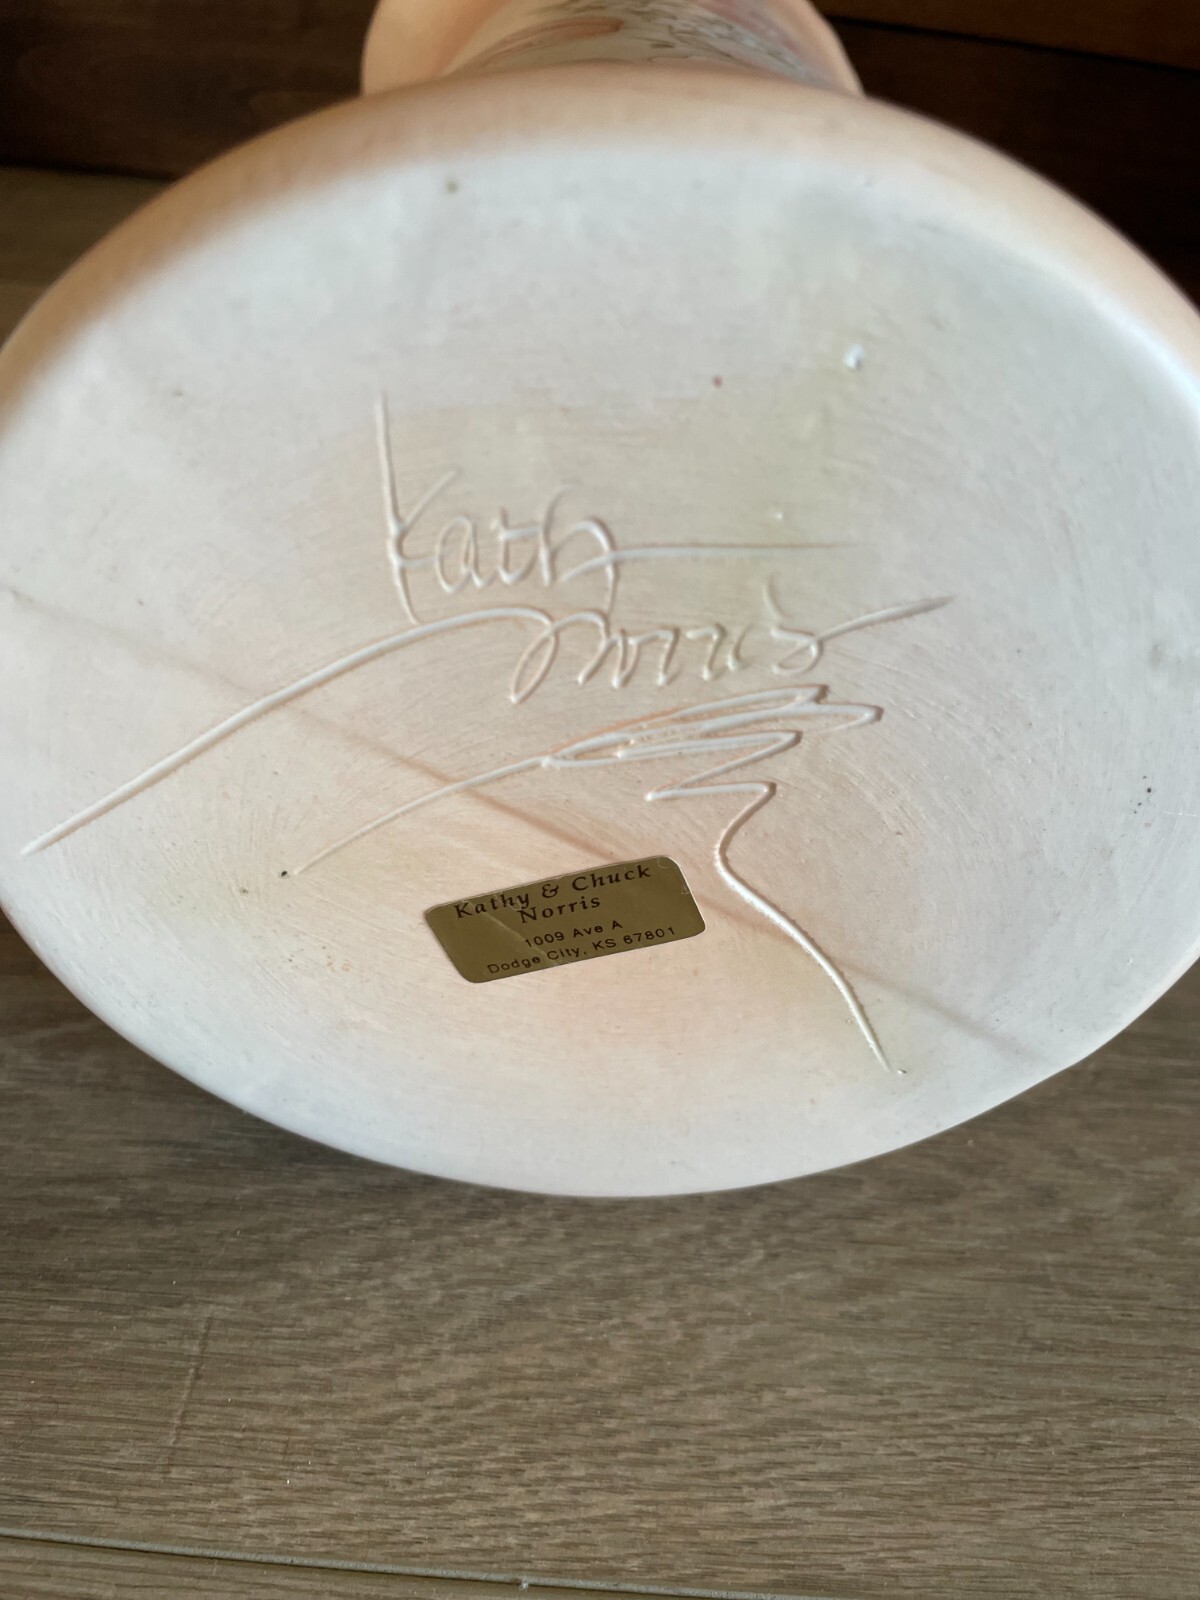 Kathy
Norris
Kathy & Chuck
Norris
1009 Ave A
Dodge City, KS 67801